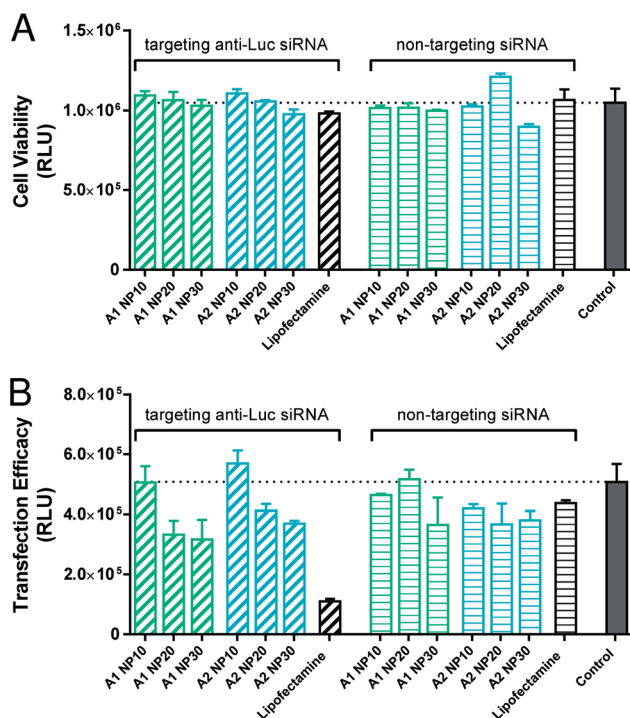 A
targeting anti-Luc siRNA
non-targeting siRNA
Cell Viability
(RLU)
1.5×10⁶
1.0×10⁶
5.0×10⁵
0
A1 NP10
A1 NP20
A1 NP30
A2 NP10
A2 NP20
A2 NP30
Lipofectamine
A1 NP10
A1 NP20
A1 NP30
A2 NP10
A2 NP20
A2 NP30
Lipofectamine
Control
B
targeting anti-Luc siRNA
non-targeting siRNA
Transfection Efficacy
(RLU)
8.0×10⁵
6.0×10⁵
4.0×10⁵
2.0×10⁵
0
A1 NP10
A1 NP20
A1 NP30
A2 NP10
A2 NP20
A2 NP30
Lipofectamine
A1 NP10
A1 NP20
A1 NP30
A2 NP10
A2 NP20
A2 NP30
Lipofectamine
Control